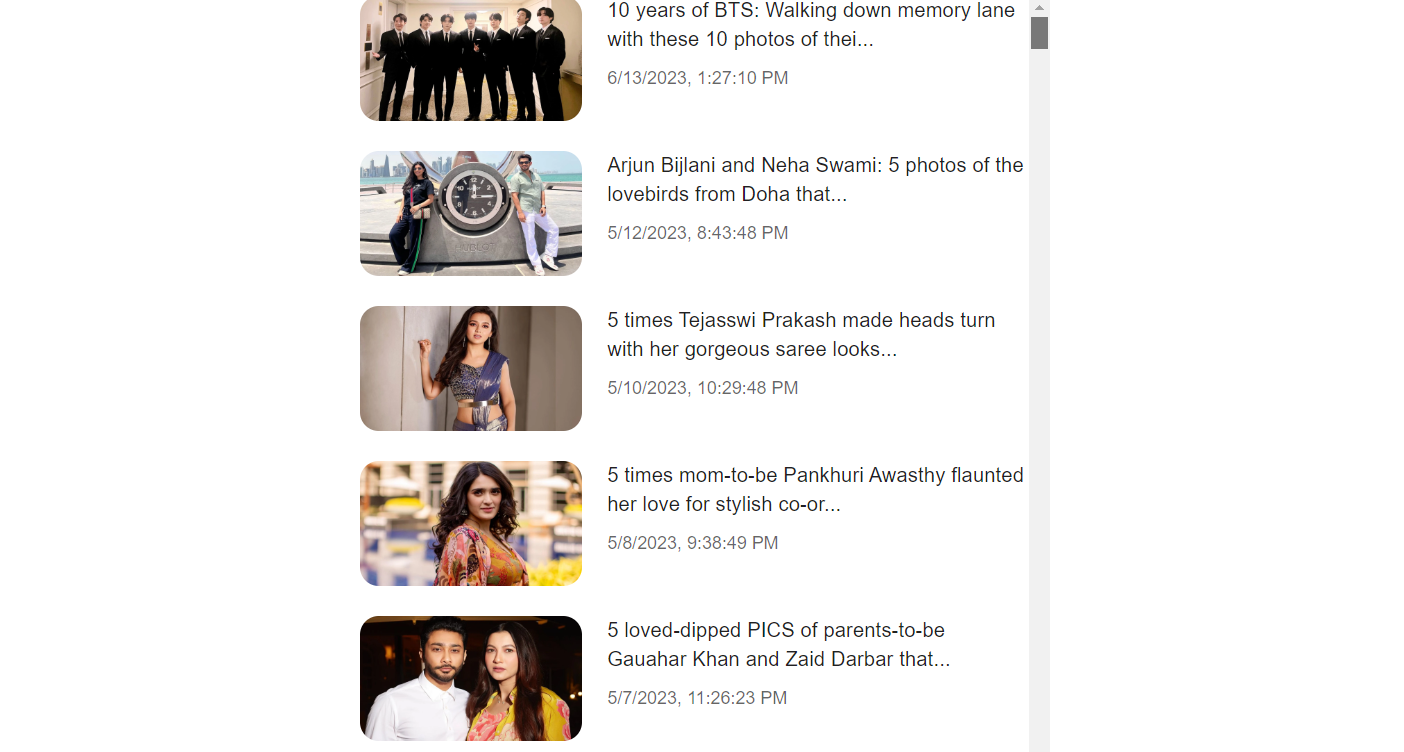 10 years of BTS: Walking down memory lane
with these 10 photos of thei...
6/13/2023, 1:27:10 PM
Arjun Bijlani and Neha Swami: 5 photos of the
lovebirds from Doha that...
5/12/2023, 8:43:48 PM
HUBLOT
5 times Tejasswi Prakash made heads turn
with her gorgeous saree looks...
5/10/2023, 10:29:48 PM
5 times mom-to-be Pankhuri Awasthy flaunted
her love for stylish co-or...
5/8/2023, 9:38:49 PM
5 loved-dipped PICS of parents-to-be
Gauahar Khan and Zaid Darbar that...
5/7/2023, 11:26:23 PM